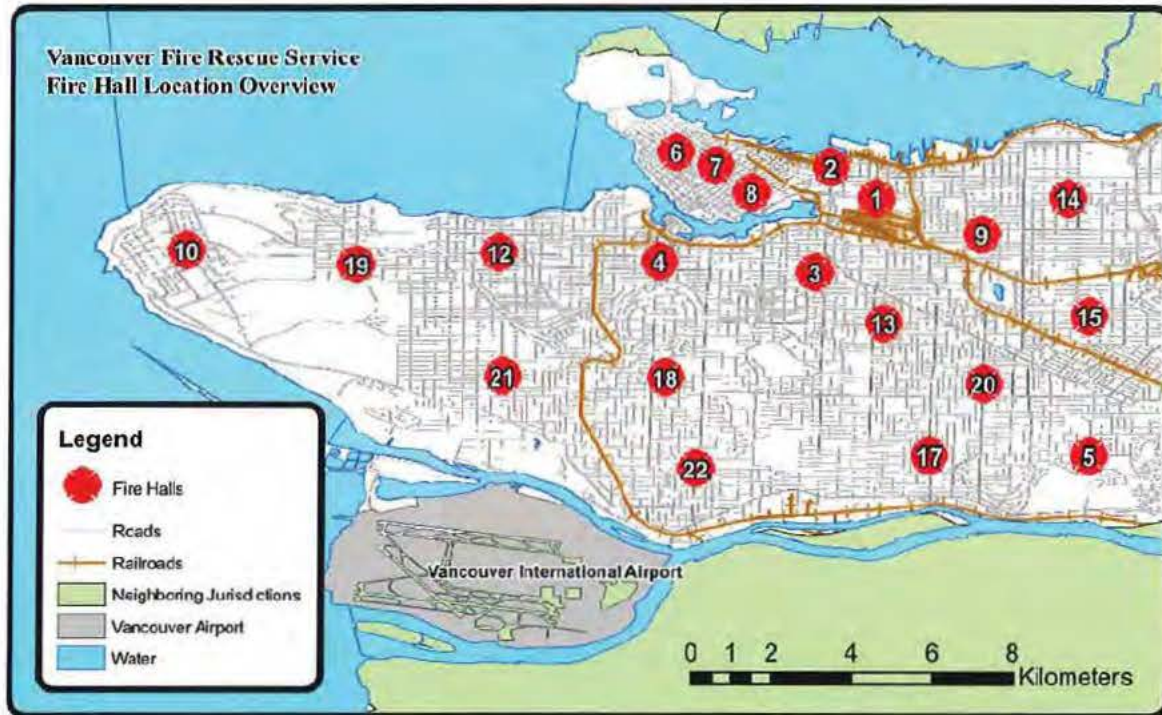 Vancouver Fire Rescue Service
Fire Hall Location Overview
6
7
2
8
1
14
9
10
19
12
4
3
13
15
21
18
20
22
17
5
Legend
Fire Halls
Roads
Railroads
Neighboring Jurisdictions
Vancouver Airport
Water
Vancouver International Airport
0 1 2 4 6 8
Kilometers